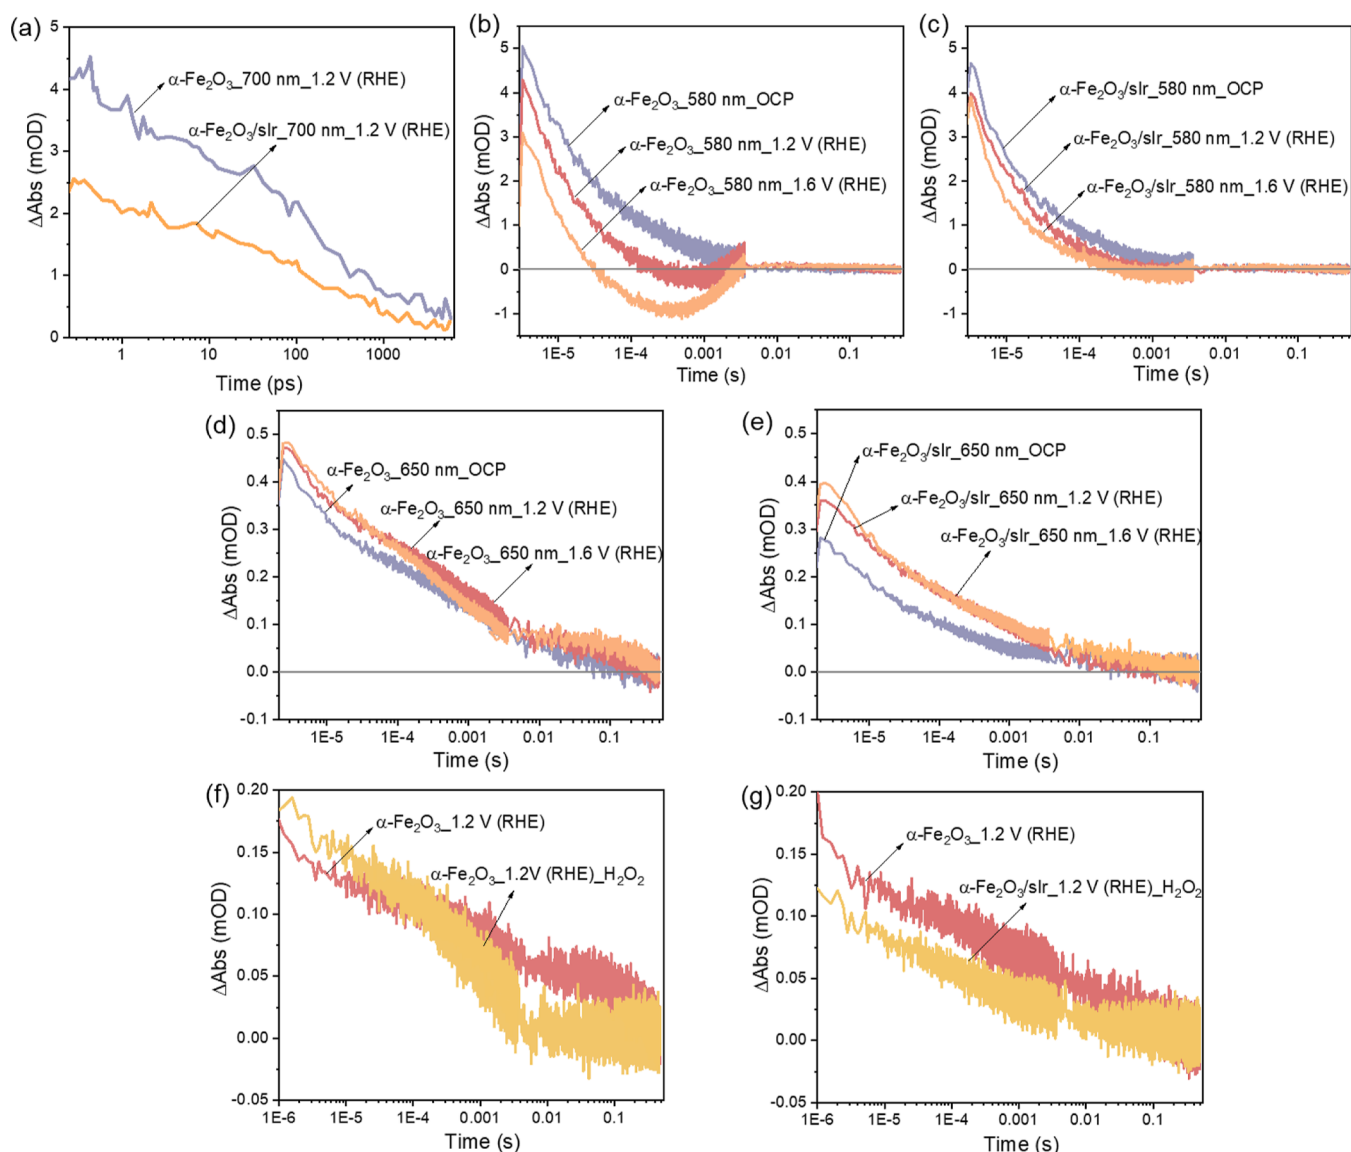 (a)
5
4
3
2
1
0
ΔAbs (mOD)
α-Fe₂O₃_700 nm_1.2 V (RHE)
α-Fe₂O₃/sIr_700 nm_1.2 V (RHE)
1 10 100 1000
Time (ps)
(b)
5
4
3
2
1
0
-1
ΔAbs (mOD)
α-Fe₂O₃_580 nm_OCP
α-Fe₂O₃_580 nm_1.2 V (RHE)
α-Fe₂O₃_580 nm_1.6 V (RHE)
1E-5 1E-4 0.001 0.01 0.1
Time (s)
(c)
5
4
3
2
1
0
-1
ΔAbs (mOD)
α-Fe₂O₃/sIr_580 nm_OCP
α-Fe₂O₃/sIr_580 nm_1.2 V (RHE)
α-Fe₂O₃/sIr_580 nm_1.6 V (RHE)
1E-5 1E-4 0.001 0.01 0.1
Time (s)
(d)
0.5
0.4
0.3
0.2
0.1
0.0
-0.1
ΔAbs (mOD)
α-Fe₂O₃_650 nm_OCP
α-Fe₂O₃_650 nm_1.2 V (RHE)
α-Fe₂O₃_650 nm_1.6 V (RHE)
1E-5 1E-4 0.001 0.01 0.1
Time (s)
(e)
0.5
0.4
0.3
0.2
0.1
0.0
-0.1
ΔAbs (mOD)
α-Fe₂O₃/sIr_650 nm_OCP
α-Fe₂O₃/sIr_650 nm_1.2 V (RHE)
α-Fe₂O₃/sIr_650 nm_1.6 V (RHE)
1E-5 1E-4 0.001 0.01 0.1
Time (s)
(f)
0.20
0.15
0.10
0.05
0.00
-0.05
ΔAbs (mOD)
α-Fe₂O₃_1.2 V (RHE)
α-Fe₂O₃_1.2V (RHE)_H₂O₂
1E-6 1E-5 1E-4 0.001 0.01 0.1
Time (s)
(g)
0.20
0.15
0.10
0.05
0.00
-0.05
ΔAbs (mOD)
α-Fe₂O₃_1.2 V (RHE)
α-Fe₂O₃/sIr_1.2 V (RHE)_H₂O₂
1E-6 1E-5 1E-4 0.001 0.01 0.1
Time (s)